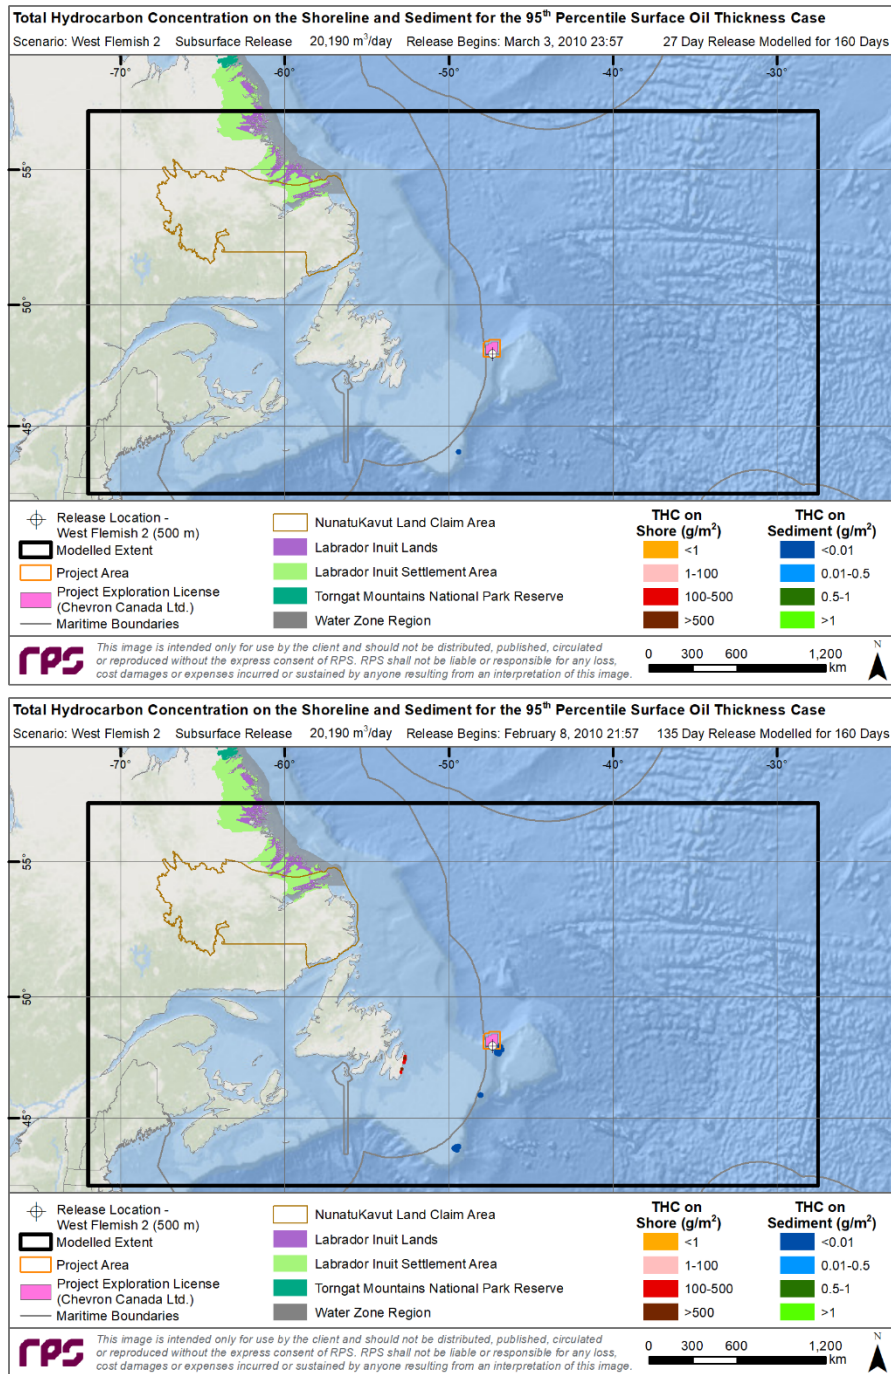 Total Hydrocarbon Concentration on the Shoreline and Sediment for the 95th Percentile Surface Oil Thickness Case
Scenario: West Flemish 2 Subsurface Release 20,190 m³/day Release Begins: March 3, 2010 23:57 27 Day Release Modelled for 160 Days
-70° -60° -50° -40° -30°
55°
50°
45°
Release Location -
West Flemish 2 (500 m)
Modelled Extent
Project Area
Project Exploration License
(Chevron Canada Ltd.)
Maritime Boundaries
NunatuKavut Land Claim Area
Labrador Inuit Lands
Labrador Inuit Settlement Area
Torngat Mountains National Park Reserve
Water Zone Region
THC on
Shore (g/m²)
<1
1-100
100-500
>500
THC on
Sediment (g/m²)
<0.01
0.01-0.5
0.5-1
>1
rps
This image is intended only for use by the client and should not be distributed, published, circulated
or reproduced without the express consent of RPS. RPS shall not be liable or responsible for any loss,
cost damages or expenses incurred or sustained by anyone resulting from an interpretation of this image.
0 300 600 1,200
km
N
Total Hydrocarbon Concentration on the Shoreline and Sediment for the 95th Percentile Surface Oil Thickness Case
Scenario: West Flemish 2 Subsurface Release 20,190 m³/day Release Begins: February 8, 2010 21:57 135 Day Release Modelled for 160 Days
-70° -60° -50° -40° -30°
55°
50°
45°
Release Location -
West Flemish 2 (500 m)
Modelled Extent
Project Area
Project Exploration License
(Chevron Canada Ltd.)
Maritime Boundaries
NunatuKavut Land Claim Area
Labrador Inuit Lands
Labrador Inuit Settlement Area
Torngat Mountains National Park Reserve
Water Zone Region
THC on
Shore (g/m²)
<1
1-100
100-500
>500
THC on
Sediment (g/m²)
<0.01
0.01-0.5
0.5-1
>1
rps
This image is intended only for use by the client and should not be distributed, published, circulated
or reproduced without the express consent of RPS. RPS shall not be liable or responsible for any loss,
cost damages or expenses incurred or sustained by anyone resulting from an interpretation of this image.
0 300 600 1,200
km
N